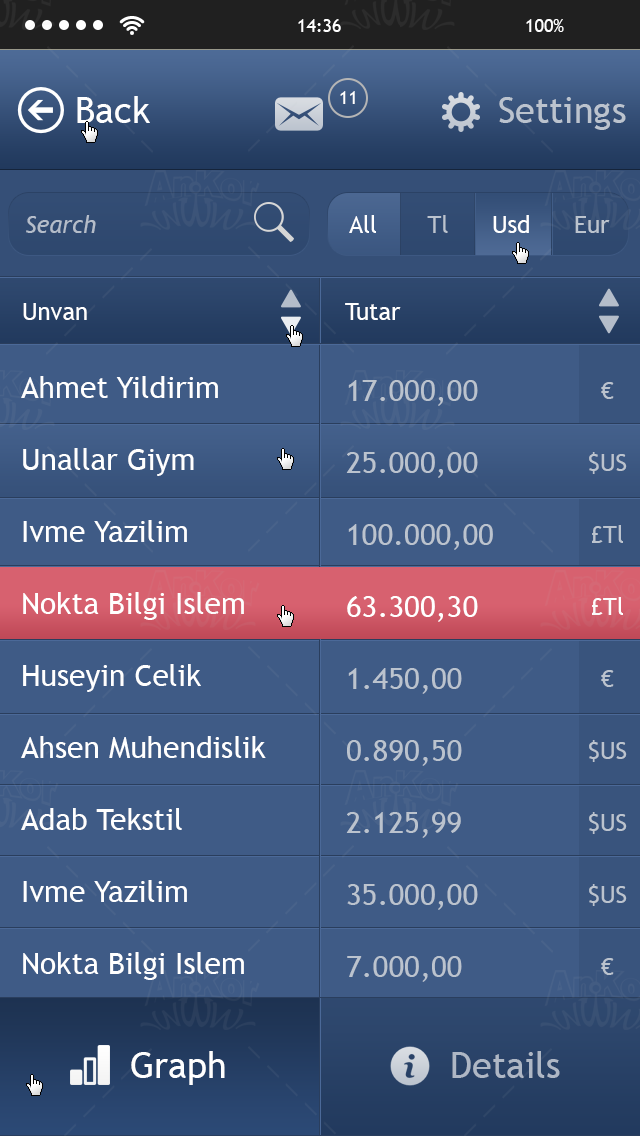 14:36 100%
Back 11 Settings
Search All Tl Usd Eur
Unvan Tutar
Ahmet Yildirim 17.000,00 €
Unallar Giym 25.000,00 $US
Ivme Yazilim 100.000,00 £Tl
Nokta Bilgi Islem 63.300,30 £Tl
Huseyin Celik 1.450,00 €
Ahsen Muhendislik 0.890,50 $US
Adab Tekstil 2.125,99 $US
Ivme Yazilim 35.000,00 $US
Nokta Bilgi Islem 7.000,00 €
Graph Details